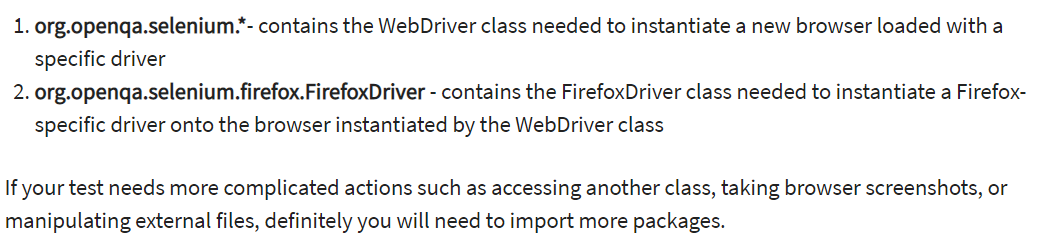 1. org.openqa.selenium.*- contains the WebDriver class needed to instantiate a new browser loaded with a
specific driver
2. org.openqa.selenium.firefox.FirefoxDriver - contains the FirefoxDriver class needed to instantiate a Firefox-
specific driver onto the browser instantiated by the WebDriver class
If your test needs more complicated actions such as accessing another class, taking browser screenshots, or
manipulating external files, definitely you will need to import more packages.